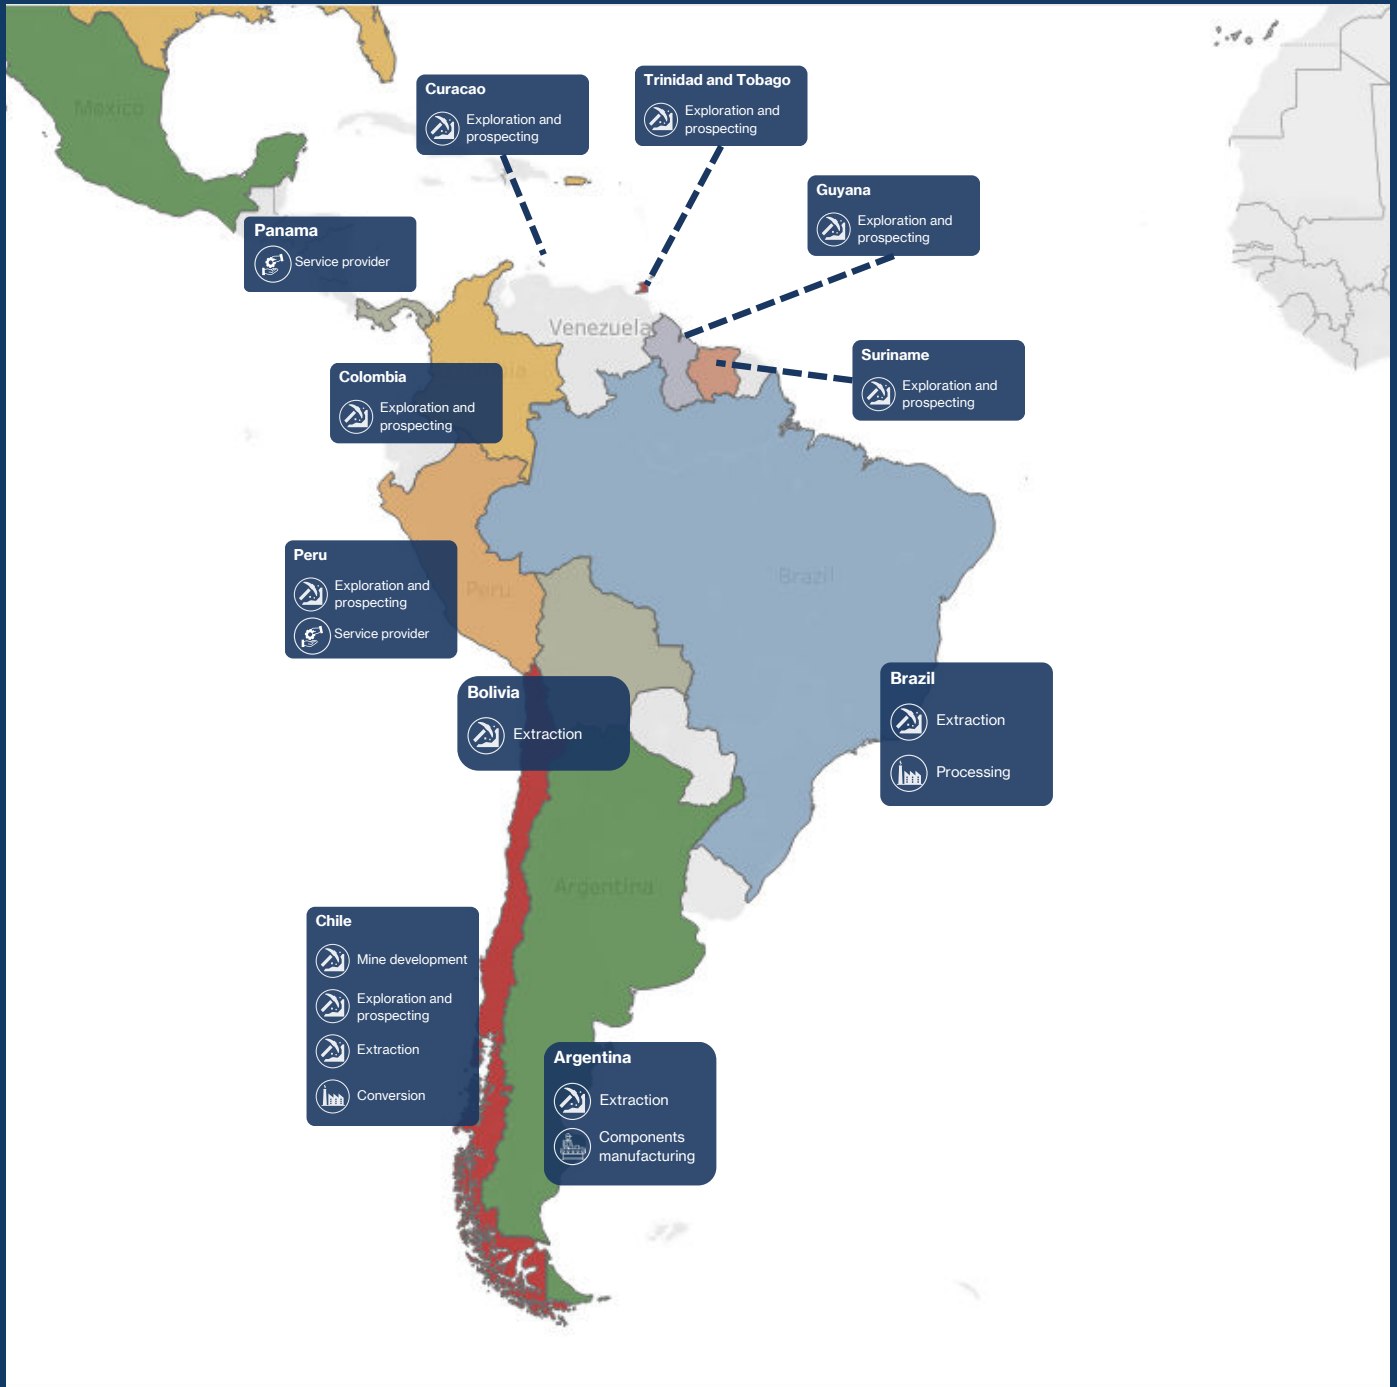 Mexico
Curacao
Exploration and
prospecting
Trinidad and Tobago
Exploration and
prospecting
Guyana
Exploration and
prospecting
Panama
Service provider
Venezuela
Suriname
Exploration and
prospecting
Colombia
Exploration and
prospecting
Brazil
Peru
Exploration and
prospecting
Service provider
Peru
Bolivia
Extraction
Brazil
Extraction
Processing
Argentina
Chile
Mine development
Exploration and
prospecting
Extraction
Conversion
Argentina
Extraction
Components
manufacturing